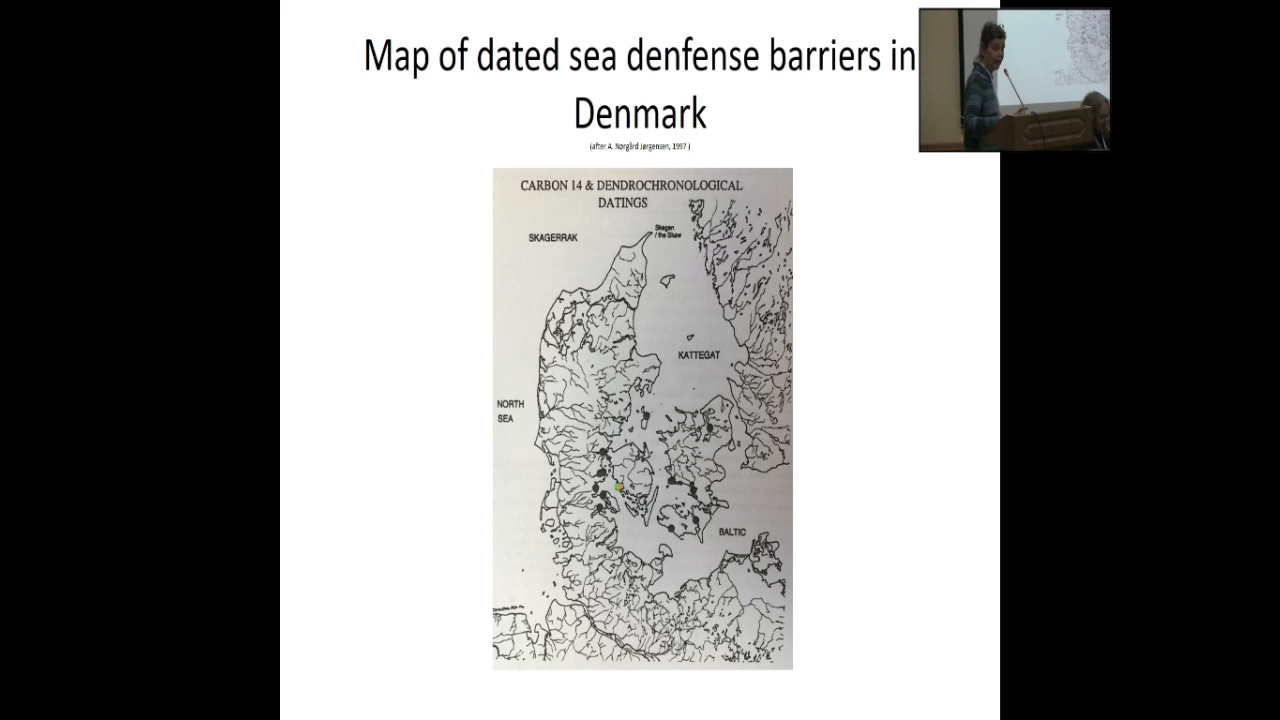 Map of dated sea denfense barriers in
Denmark
(after A. Nørgård Jørgensen, 1997 )
CARBON 14 & DENDROCHRONOLOGICAL
DATINGS
SKAGERRAK
Skagen
/ the Skaw
KATTEGAT
NORTH
SEA
BALTIC